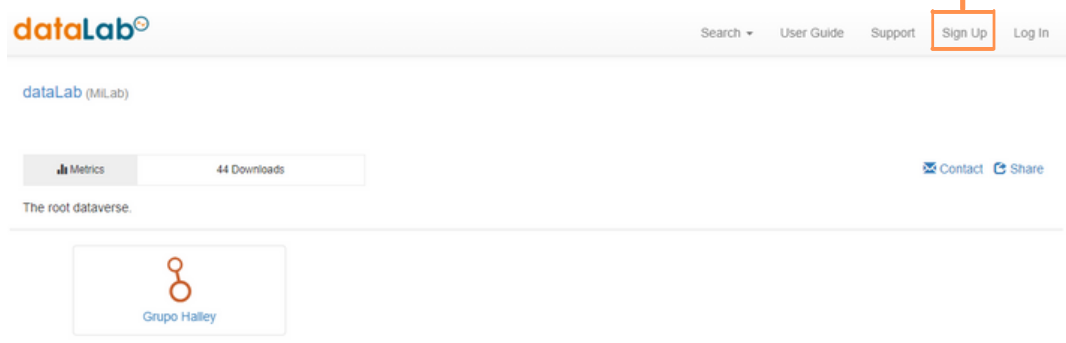 dataLab
Search User Guide Support Sign Up Log In
dataLab (MiLab)
Metrics 44 Downloads Contact Share
The root dataverse.
Grupo Halley